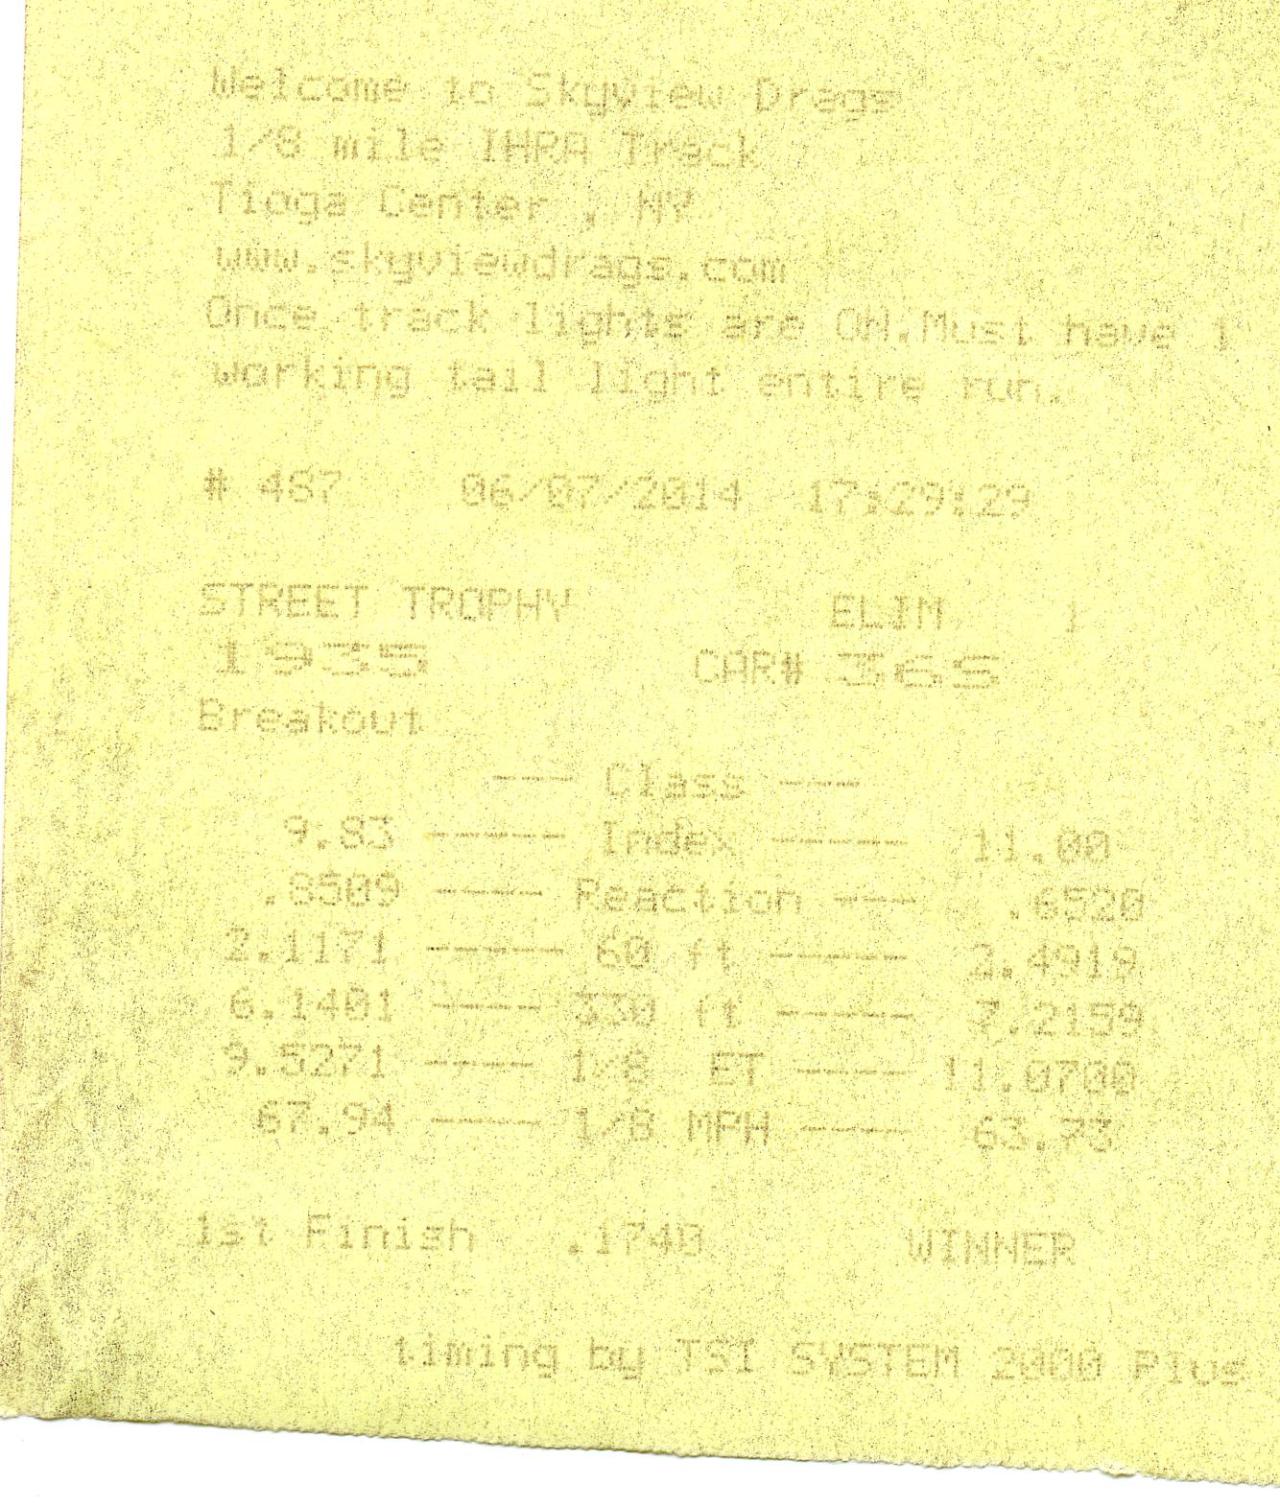 Welcome to Skyview Drags
1/8 mile IHRA Track
Tioga Center , NY
www.skyviewdrags.com
Once track lights are ON.Must have 1
working tail light entire run.
# 487 06/07/2014 17:29:29
STREET TROPHY ELIM 1
1935 CAR# 365
Breakout
--- Class ---
9.83 ----- Index ----- 11.00
.8509 ---- Reaction --- .6520
2.1171 ----- 60 ft ----- 2.4919
6.1401 ---- 330 ft ----- 7.2159
9.5271 ---- 1/8 ET ---- 11.0700
67.94 ---- 1/8 MPH ---- 63.73
1st Finish .1740 WINNER
timing by TSI SYSTEM 2000 Plus